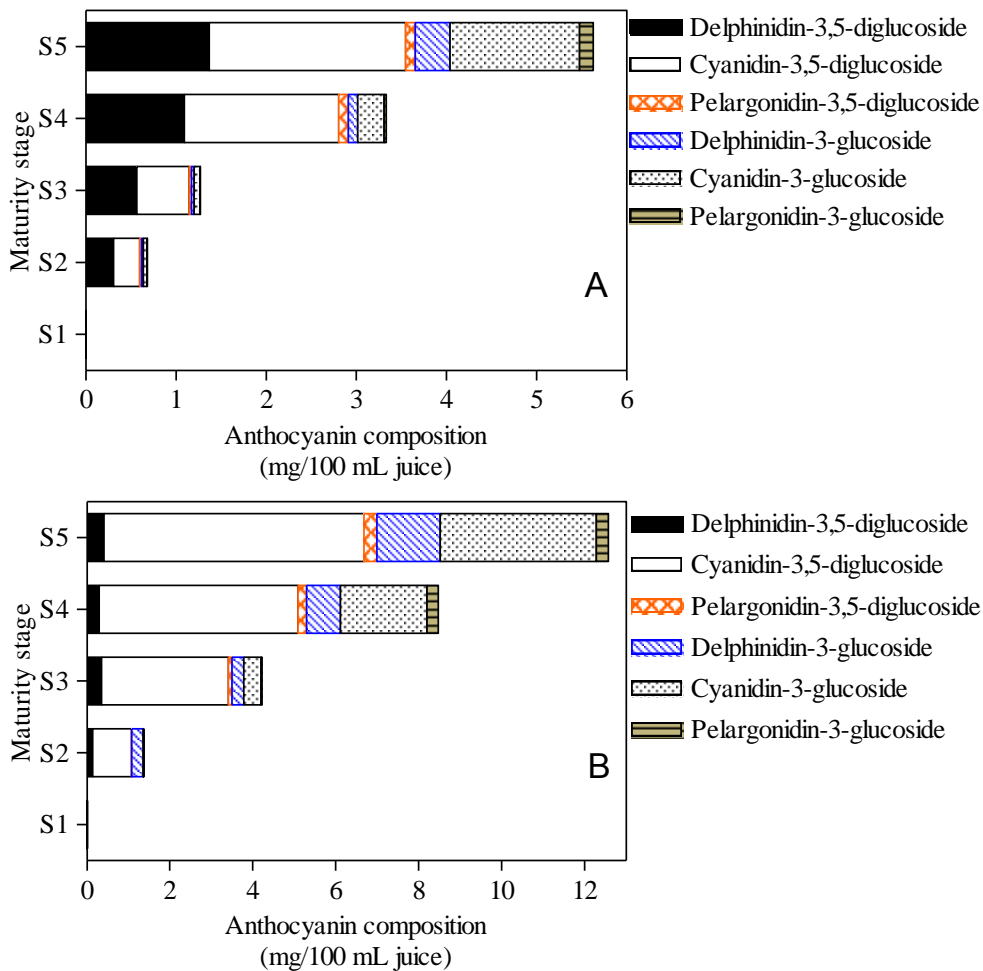 S5
S4
S3
S2
S1
Maturity stage
A
0 1 2 3 4 5 6
Anthocyanin composition
(mg/100 mL juice)
Delphinidin-3,5-diglucoside
Cyanidin-3,5-diglucoside
Pelargonidin-3,5-diglucoside
Delphinidin-3-glucoside
Cyanidin-3-glucoside
Pelargonidin-3-glucoside
S5
S4
S3
S2
S1
Maturity stage
B
0 2 4 6 8 10 12
Anthocyanin composition
(mg/100 mL juice)
Delphinidin-3,5-diglucoside
Cyanidin-3,5-diglucoside
Pelargonidin-3,5-diglucoside
Delphinidin-3-glucoside
Cyanidin-3-glucoside
Pelargonidin-3-glucoside